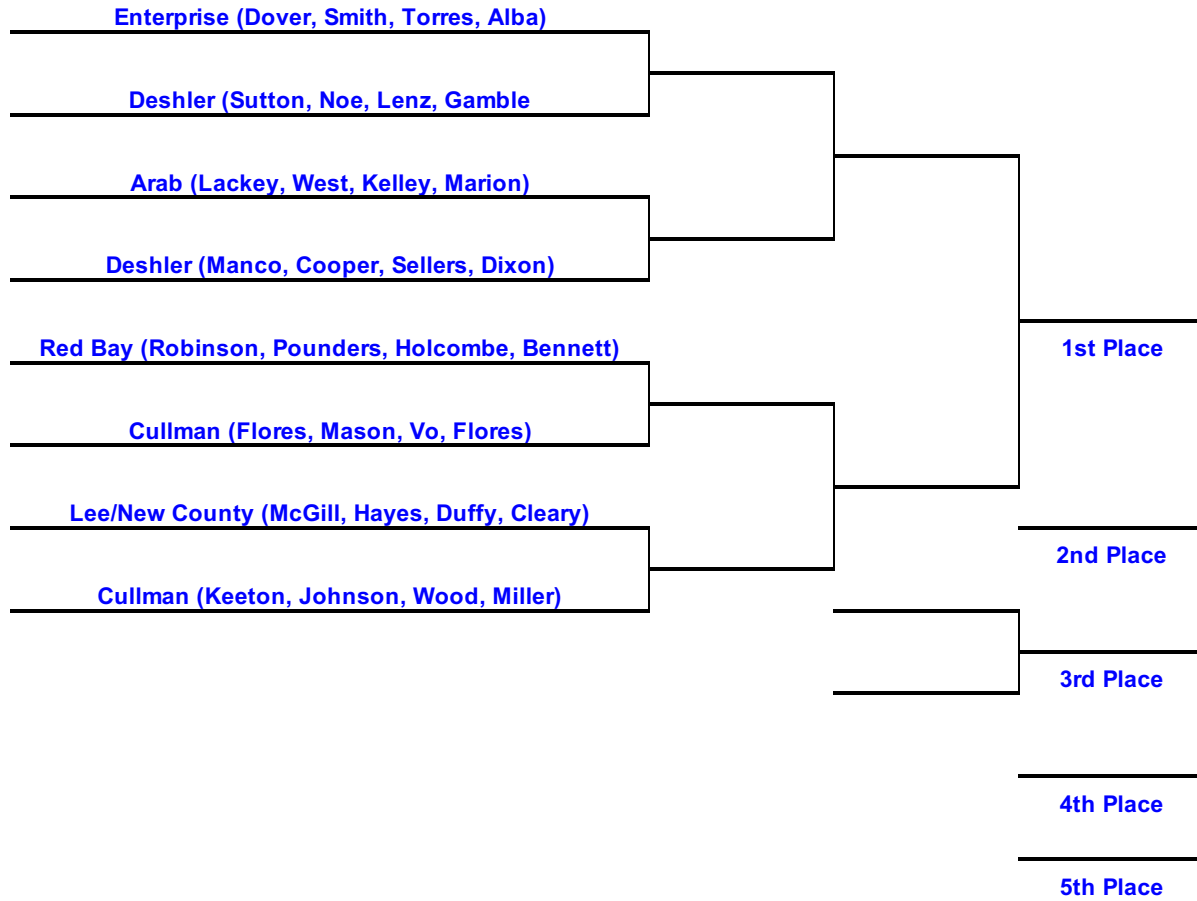 Enterprise (Dover, Smith, Torres, Alba)
Deshler (Sutton, Noe, Lenz, Gamble
Arab (Lackey, West, Kelley, Marion)
Deshler (Manco, Cooper, Sellers, Dixon)
Red Bay (Robinson, Pounders, Holcombe, Bennett)
1st Place
Cullman (Flores, Mason, Vo, Flores)
Lee/New County (McGill, Hayes, Duffy, Cleary)
2nd Place
Cullman (Keeton, Johnson, Wood, Miller)
3rd Place
4th Place
5th Place